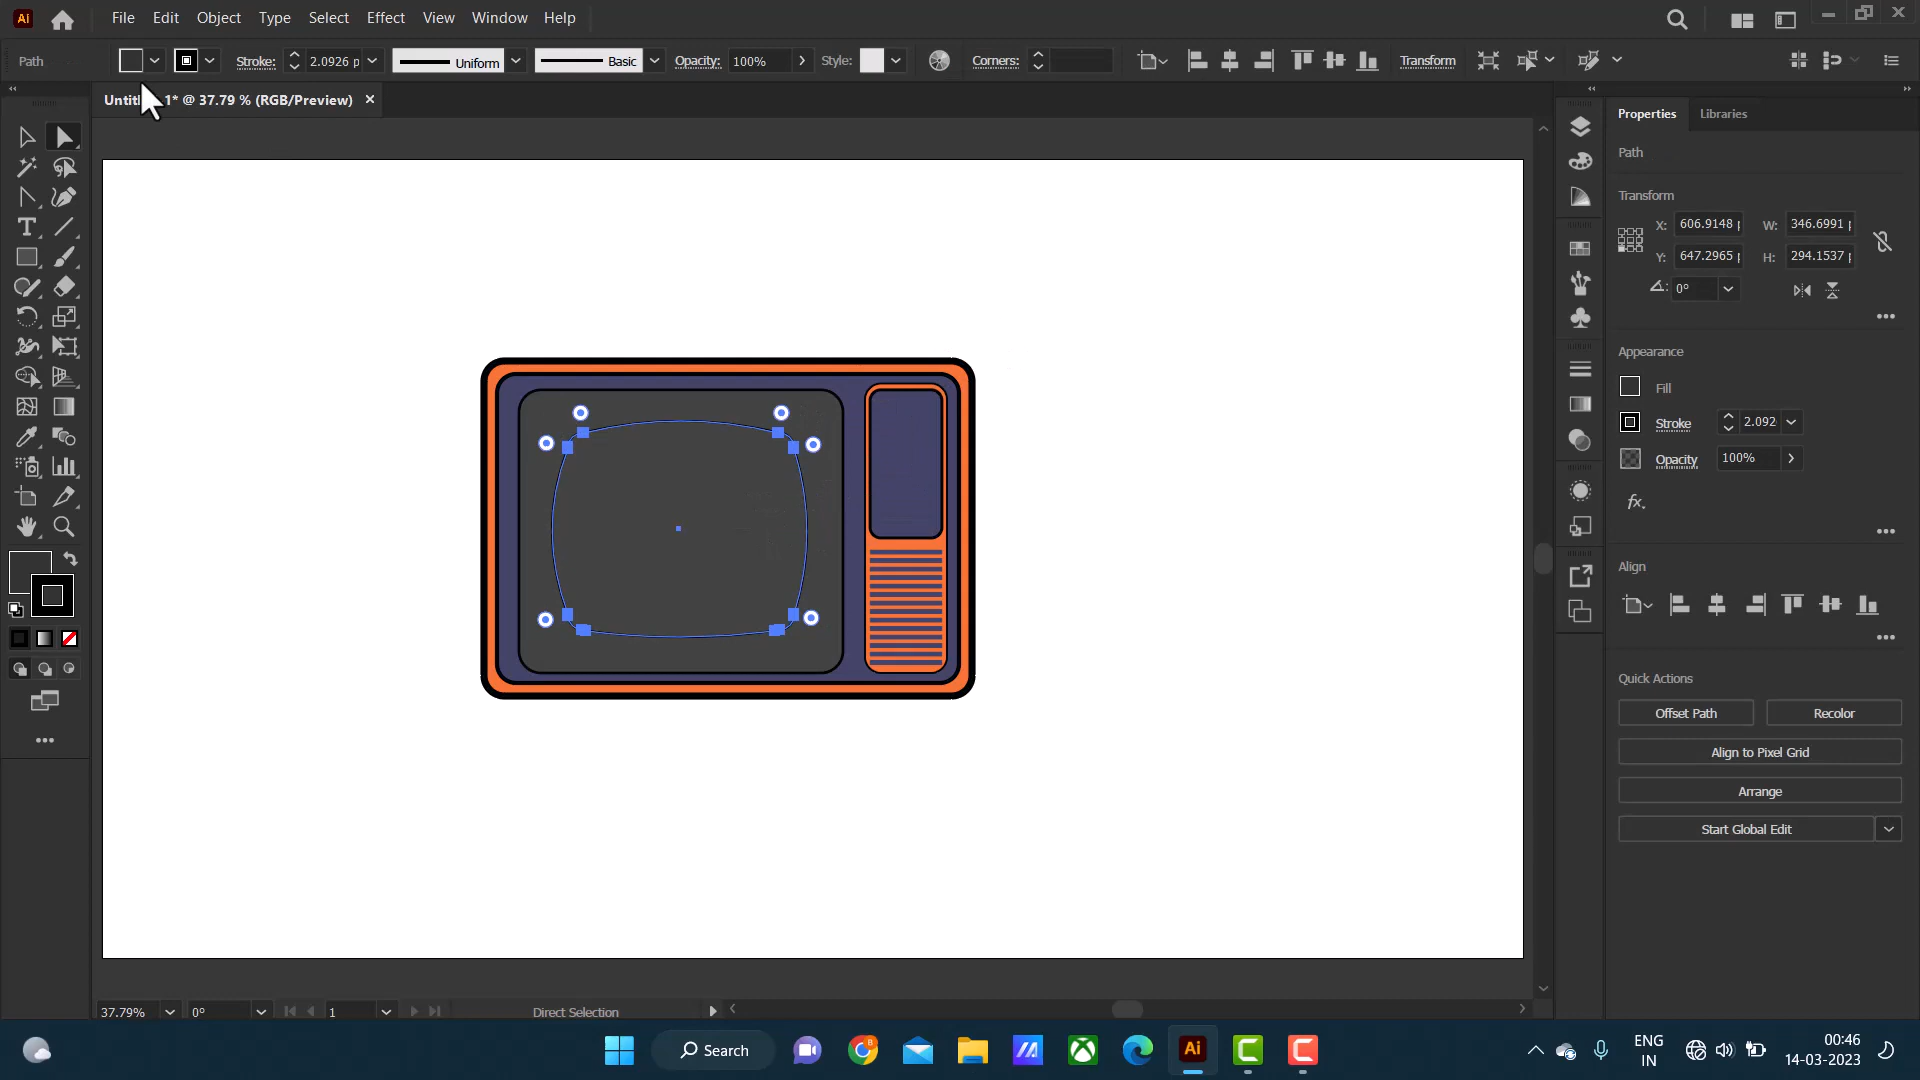 Ai File Edit Object Type Select Effect View Window Help
Path Stroke: 2.0926 p Uniform Basic Opacity: 100% Style: Corners: Transform
1* @ 37.79 % (RGB/Preview) ×
Properties Libraries
Path
Transform
X: 606.9148 p W: 346.6991 p
Y: 647.2965 p H: 294.1537 p
0°
Appearance
Fill
Stroke 2.092
Opacity 100%
fx.
Align
Quick Actions
Offset Path Recolor
Align to Pixel Grid
Arrange
Start Global Edit
37.79% 0° 1 Direct Selection
Search
Ai
ENG
IN
00:46
14-03-2023